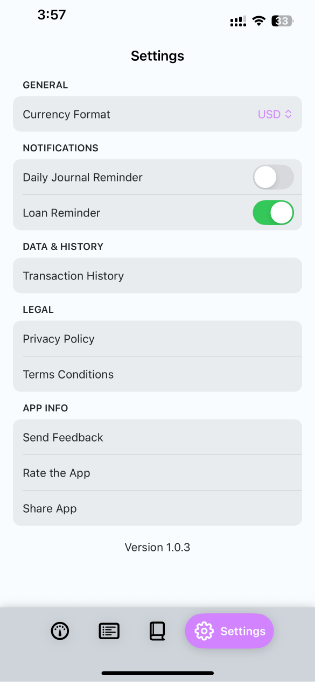 3:57
33
Settings
GENERAL
Currency Format USD
NOTIFICATIONS
Daily Journal Reminder
Loan Reminder
DATA & HISTORY
Transaction History
LEGAL
Privacy Policy
Terms Conditions
APP INFO
Send Feedback
Rate the App
Share App
Version 1.0.3
Settings